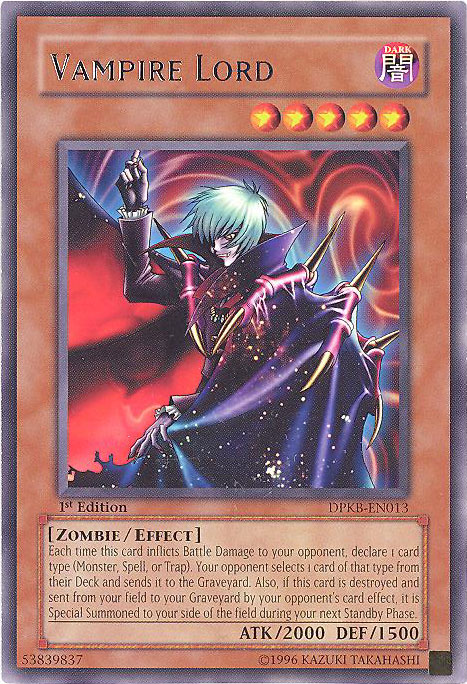 Vampire Lord
DARK
闇
1st Edition
DPKB-EN013
[Zombie / Effect]
Each time this card inflicts Battle Damage to your opponent, declare 1 card
type (Monster, Spell, or Trap). Your opponent selects 1 card of that type from
their Deck and sends it to the Graveyard. Also, if this card is destroyed and
sent from your field to your Graveyard by your opponent's card effect, it is
Special Summoned to your side of the field during your next Standby Phase.
ATK/2000 DEF/1500
53839837
©1996 KAZUKI TAKAHASHI